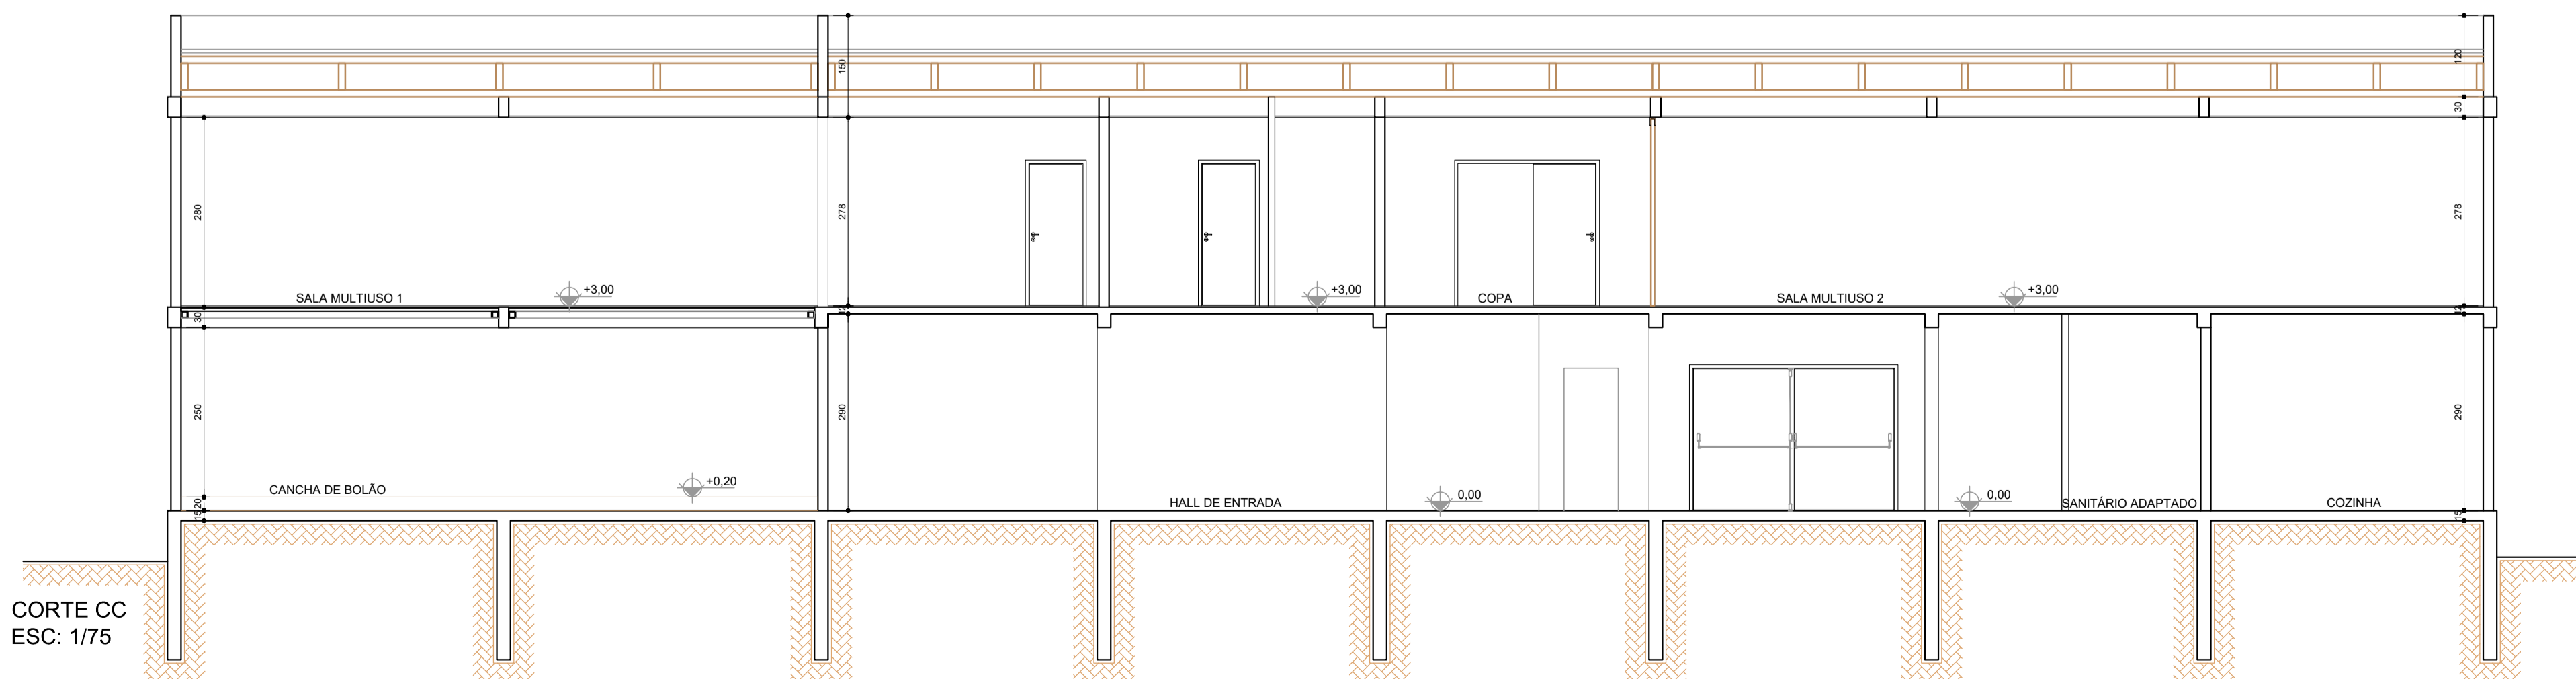 150
120
30
280
278
278
SALA MULTIUSO 1
+3,00
+3,00
COPA
SALA MULTIUSO 2
+3,00
30
12
12
250
290
290
CANCHA DE BOLÃO
+0,20
HALL DE ENTRADA
0,00
0,00
SANITÁRIO ADAPTADO
COZINHA
20
15
15
CORTE CC
ESC: 1/75